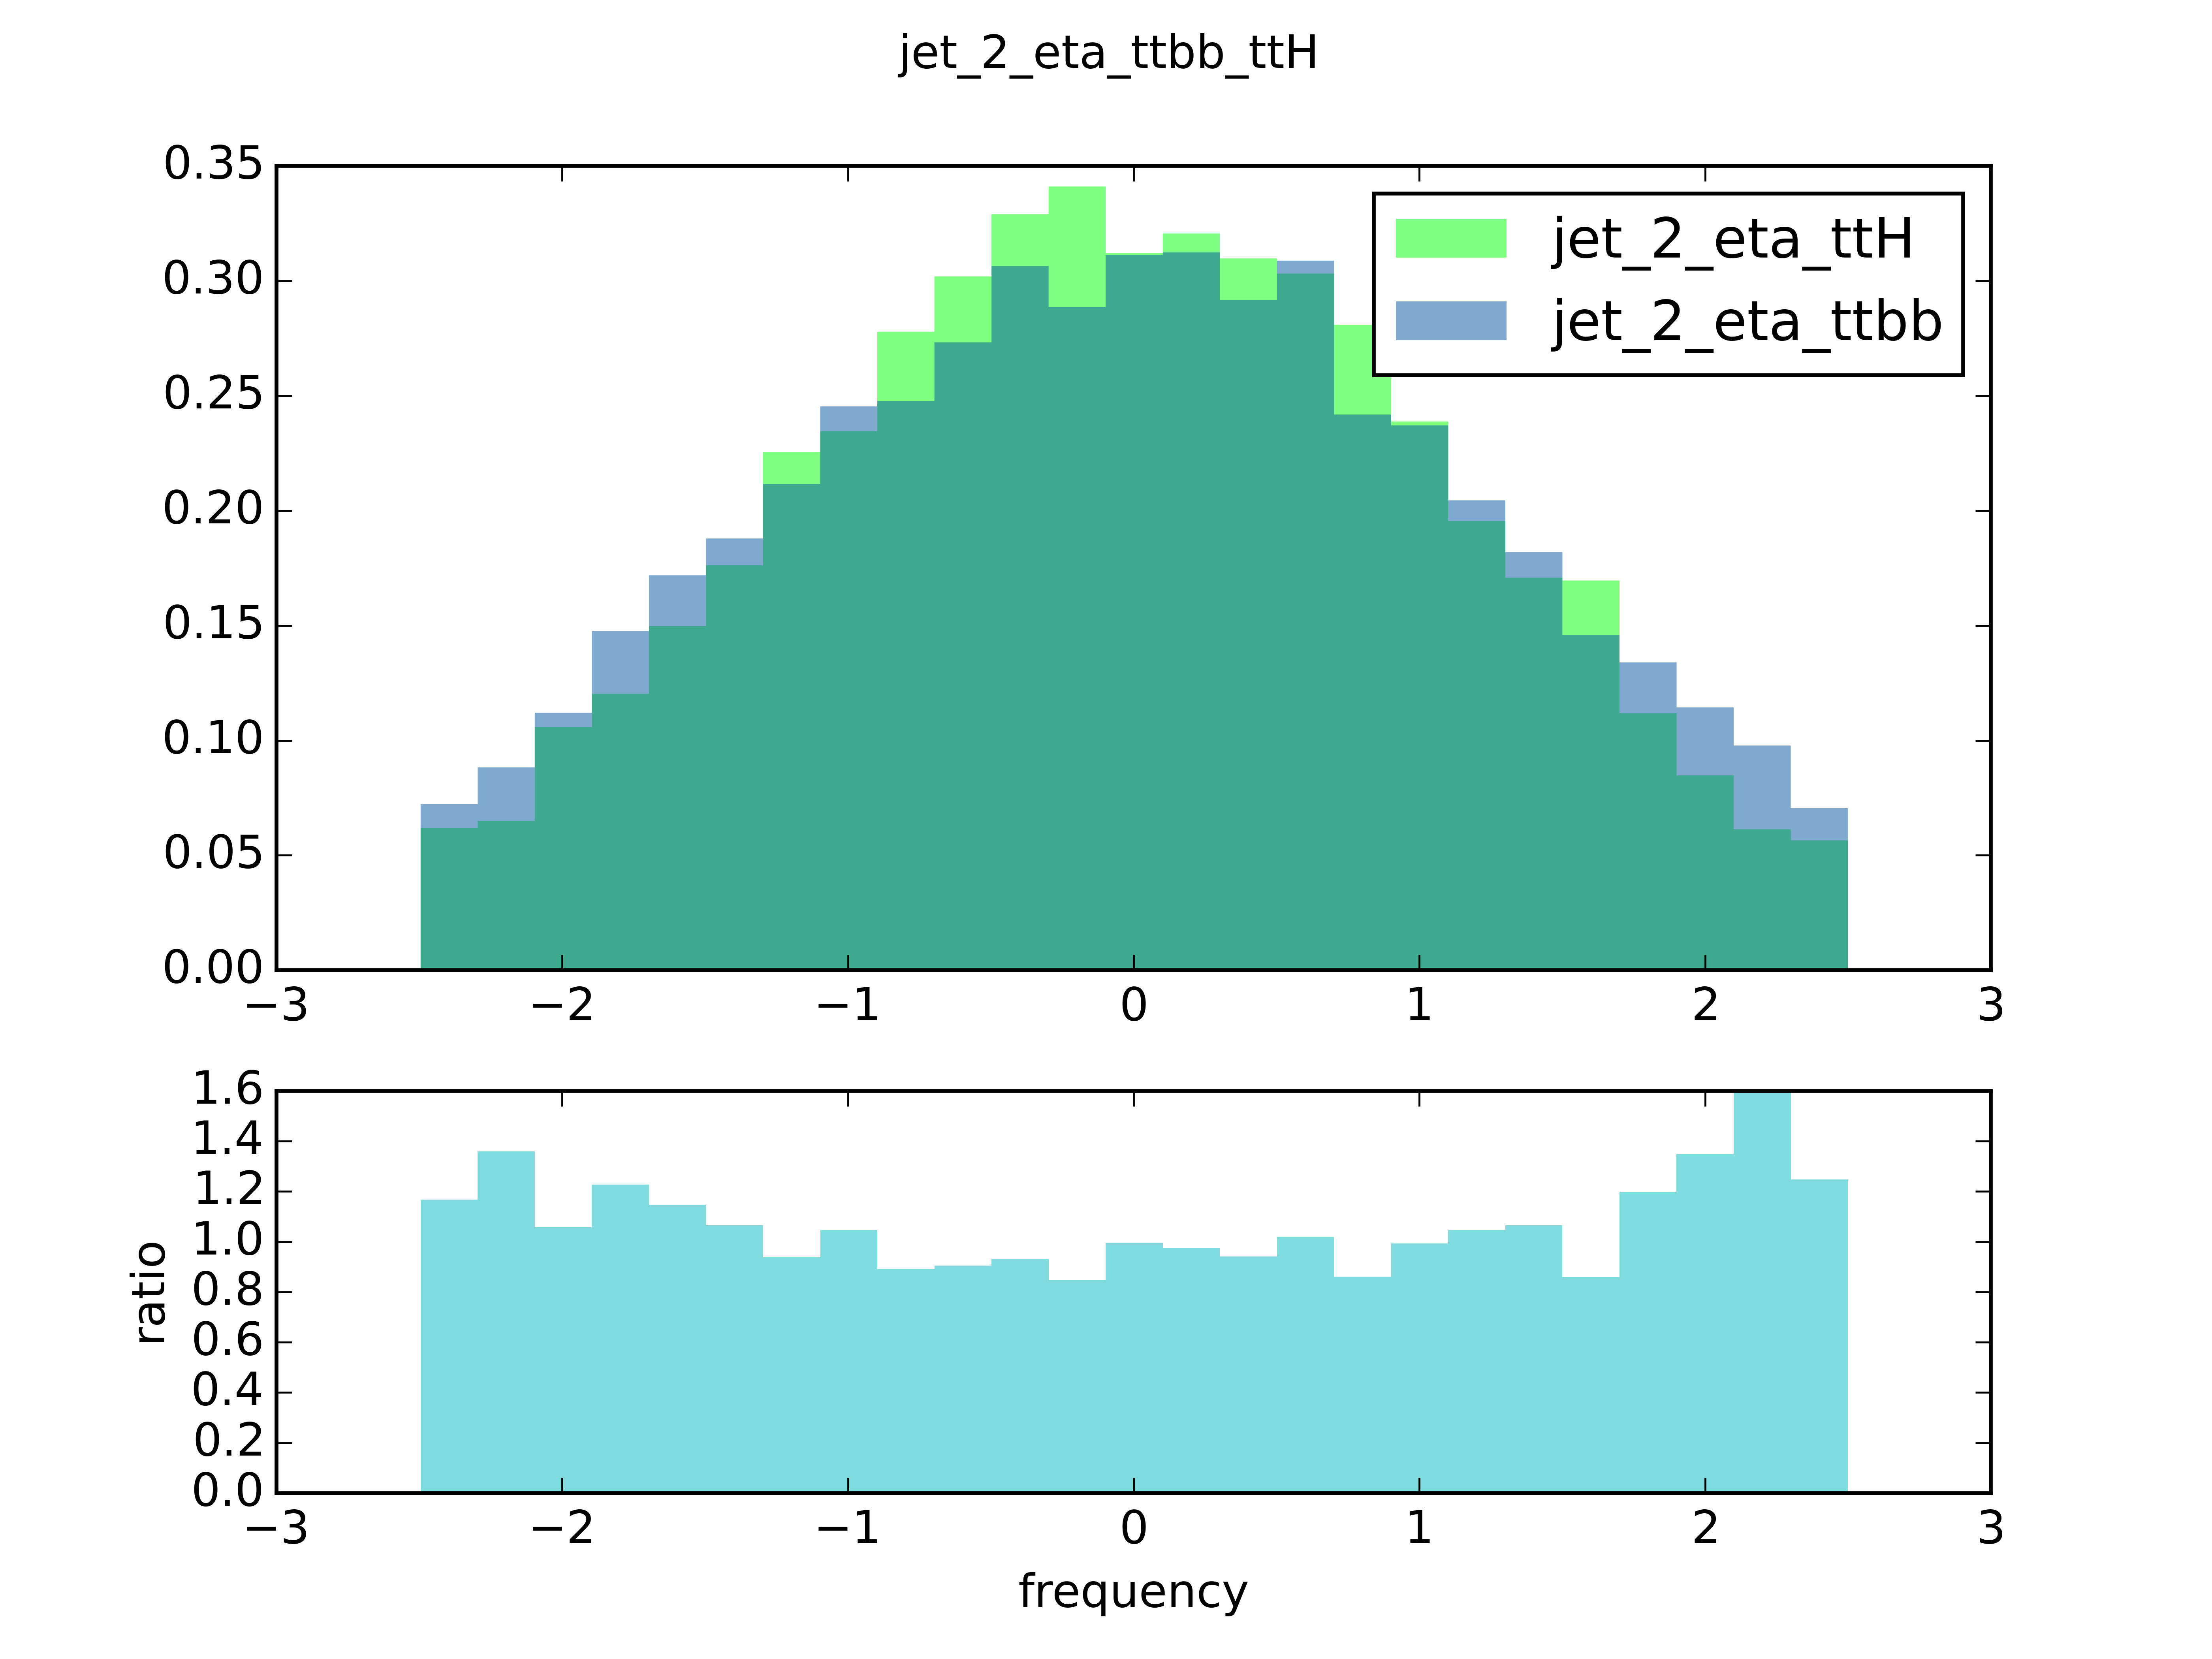 jet_2_eta_ttbb_ttH
0.35
0.30
0.25
0.20
0.15
0.10
0.05
0.00
jet_2_eta_ttH
jet_2_eta_ttbb
−3 −2 −1 0 1 2 3
1.6
1.4
1.2
1.0
0.8
0.6
0.4
0.2
0.0
ratio
−3 −2 −1 0 1 2 3
frequency